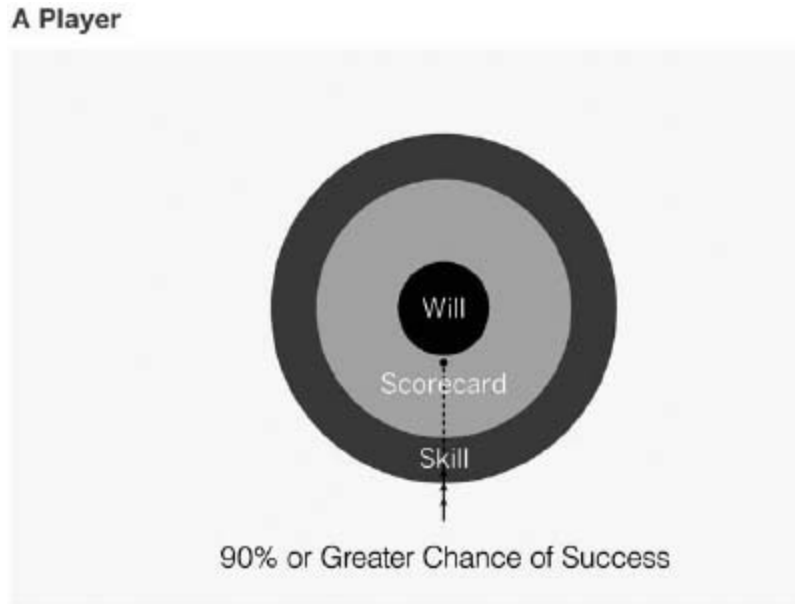 A Player
Will
Scorecard
Skill
90% or Greater Chance of Success